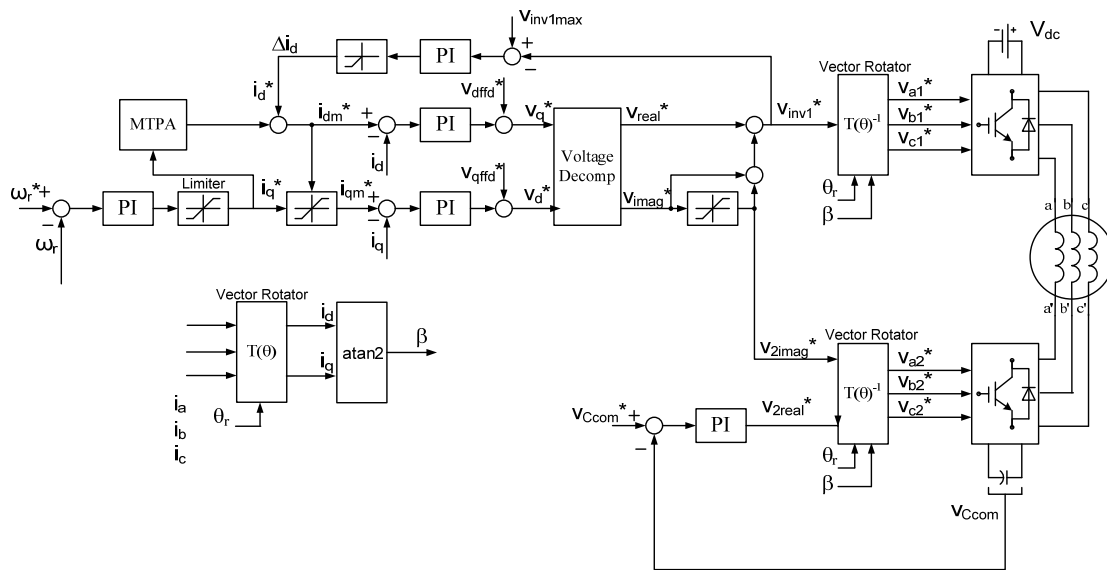 v_inv1max
V_dc
Δi_d
PI
+
−
Vector Rotator
i_d*
v_dffd*
MTPA
i_dm*
+
−
PI
v_q*
v_real*
v_inv1*
T(θ)⁻¹
v_a1*
v_b1*
v_c1*
i_d
Voltage
Decomp
v_qffd*
ω_r*+
−
ω_r
PI
Limiter
i_q*
i_qm*
+
−
i_q
PI
v_d*
v_imag*
θ_r
β
a'
b'
c'
a'
b'
c'
Vector Rotator
T(θ)
i_d
i_q
atan2
β
i_a
i_b
i_c
θ_r
Vector Rotator
v_2imag*
T(θ)⁻¹
v_a2*
v_b2*
v_c2*
v_Ccom*+
−
PI
v_2real*
θ_r
β
v_Ccom
- +